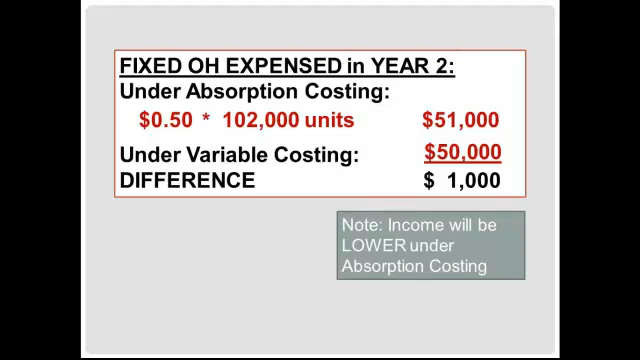 FIXED OH EXPENSED in YEAR 2:
Under Absorption Costing:
$0.50 * 102,000 units $51,000
Under Variable Costing: $50,000
DIFFERENCE $ 1,000
Note: Income will be
LOWER under
Absorption Costing